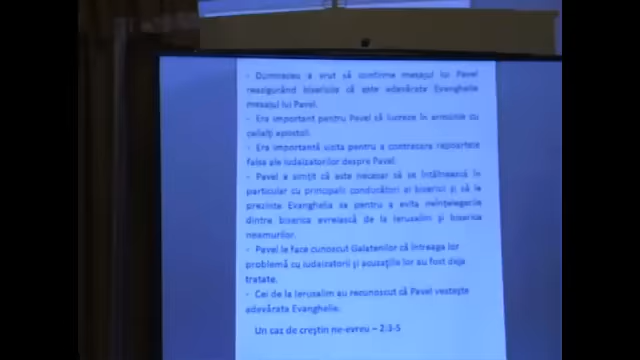 - Dumnezeu a vrut să confirme mesajul lui Pavel
reasigurând bisericile că este adevărata Evanghelie
mesajul lui Pavel.
- Era important pentru Pavel să lucreze în armonie cu
ceilalți apostoli.
- Era importantă vizita pentru a contracara rapoartele
false ale iudaizatorilor despre Pavel.
- Pavel a simțit că este necesar să se întâlnească în
particular cu principalii conducători ai bisericii și să le
prezinte Evanghelia sa pentru a evita neînțelegerile
dintre biserica evreiască de la Ierusalim și biserica
neamurilor.
- Pavel le face cunoscut Galatenilor că întreaga lor
problemă cu iudaizatorii și acuzațiile lor au fost deja
tratate.
- Cei de la Ierusalim au recunoscut că Pavel vestește
adevărata Evanghelie.
Un caz de creștin ne-evreu – 2:3-5